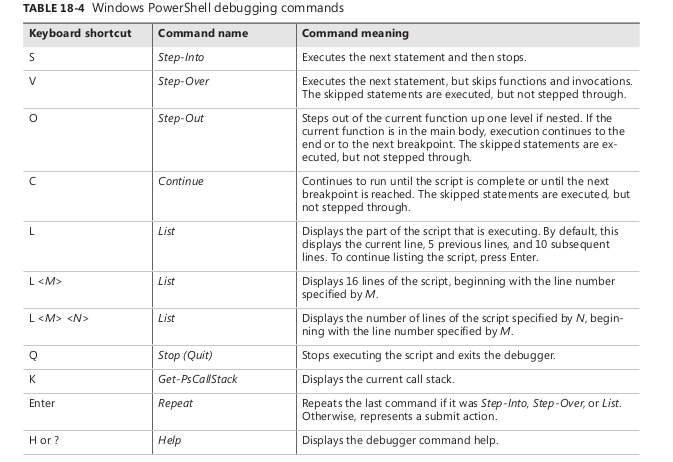 TABLE 18-4 Windows PowerShell debugging commands
Keyboard shortcut Command name Command meaning
S Step-Into Executes the next statement and then stops.
V Step-Over Executes the next statement, but skips functions and invocations.
The skipped statements are executed, but not stepped through.
O Step-Out Steps out of the current function up one level if nested. If the
current function is in the main body, execution continues to the
end or to the next breakpoint. The skipped statements are ex-
ecuted, but not stepped through.
C Continue Continues to run until the script is complete or until the next
breakpoint is reached. The skipped statements are executed, but
not stepped through.
L List Displays the part of the script that is executing. By default, this
displays the current line, 5 previous lines, and 10 subsequent
lines. To continue listing the script, press Enter.
L <M> List Displays 16 lines of the script, beginning with the line number
specified by M.
L <M> <N> List Displays the number of lines of the script specified by N, begin-
ning with the line number specified by M.
Q Stop (Quit) Stops executing the script and exits the debugger.
K Get-PsCallStack Displays the current call stack.
Enter Repeat Repeats the last command if it was Step-Into, Step-Over, or List.
Otherwise, represents a submit action.
H or ? Help Displays the debugger command help.